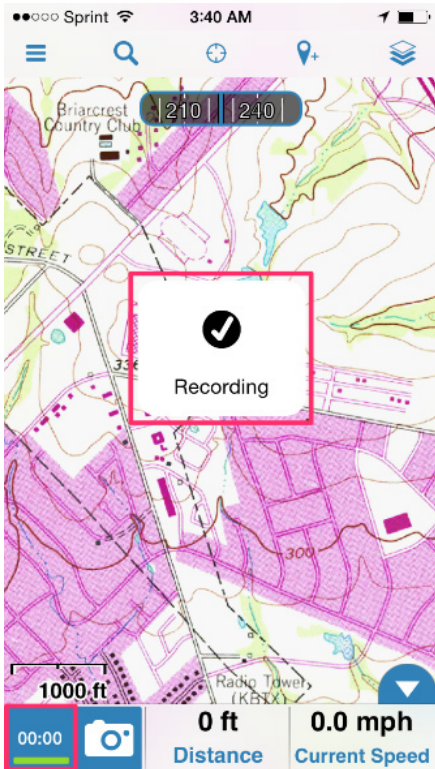 Sprint 3:40 AM
210 240
Briarcrest
Country Club
STREET
336
Recording
300
1000 ft
Radio Tower
(KBTX)
00:00
0 ft 0.0 mph
Distance Current Speed